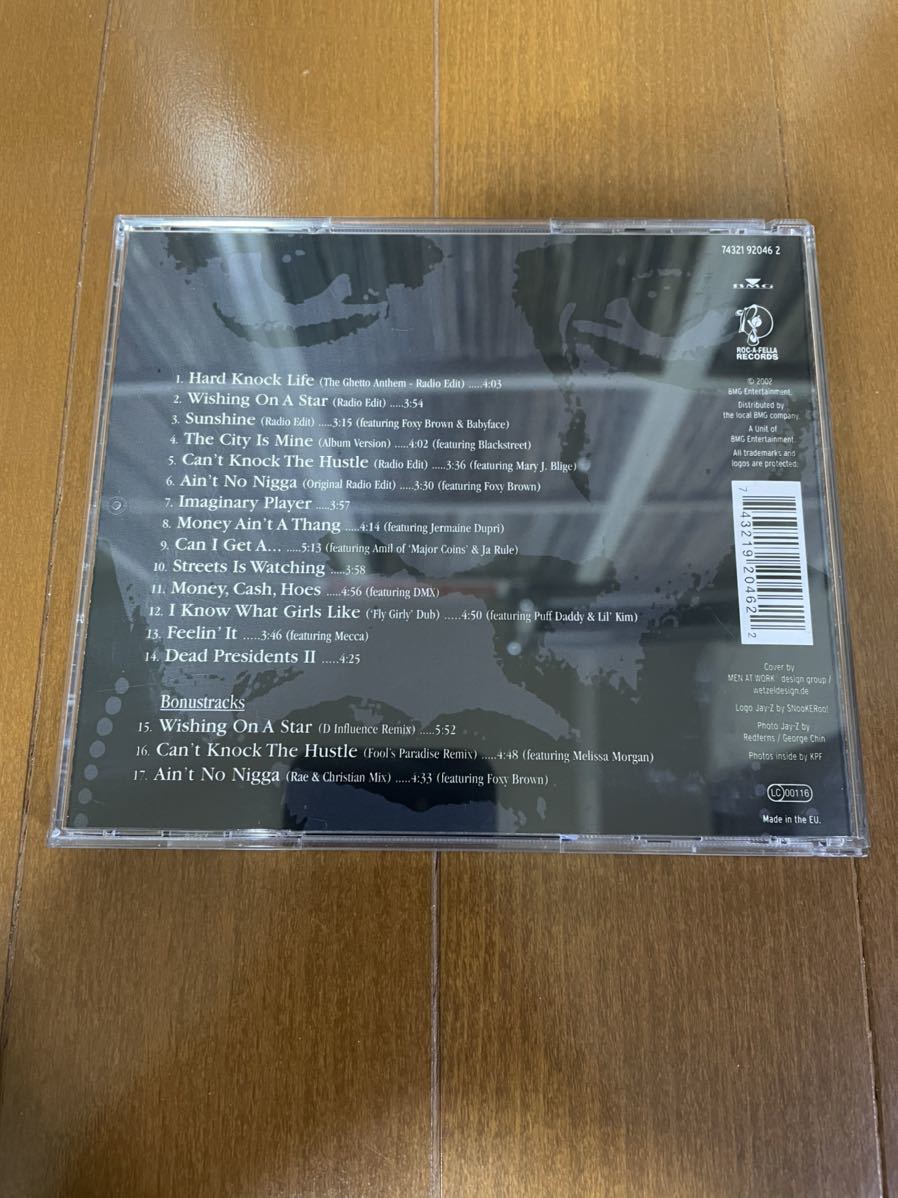 1. Hard Knock Life (The Ghetto Anthem - Radio Edit) .....4:03
2. Wishing On A Star (Radio Edit) .....3:54
3. Sunshine (Radio Edit) .....3:15 (featuring Foxy Brown & Babyface)
4. The City Is Mine (Album Version) .....4:02 (featuring Blackstreet)
5. Can't Knock The Hustle (Radio Edit) .....3:36 (featuring Mary J. Blige)
6. Ain't No Nigga (Original Radio Edit) .....3:30 (featuring Foxy Brown)
7. Imaginary Player .....3:57
8. Money Ain't A Thang .....4:14 (featuring Jermaine Dupri)
9. Can I Get A... .....5:13 (featuring Amil of 'Major Coins' & Ja Rule)
10. Streets Is Watching .....3:58
11. Money, Cash, Hoes .....4:56 (featuring DMX)
12. I Know What Girls Like ('Fly Girly' Dub) .....4:50 (featuring Puff Daddy & Lil' Kim)
13. Feelin' It .....3:46 (featuring Mecca)
14. Dead Presidents II .....4:25
Bonustracks
15. Wishing On A Star (D Influence Remix) .....5:52
16. Can't Knock The Hustle (Fool's Paradise Remix) .....4:48 (featuring Melissa Morgan)
17. Ain't No Nigga (Rae & Christian Mix) .....4:33 (featuring Foxy Brown)
74321 92046 2
BMG
ROC-A-FELLA
RECORDS
© 2002
BMG Entertainment.
Distributed by
the local BMG company.
A Unit of
BMG Entertainment.
All trademarks and
logos are protected.
7 43219 20462 2
Cover by
MEN AT WORK design group /
wetzeldesign.de
Logo Jay-Z by SNooKERoo!
Photo Jay-Z by
Redferns / George Chin
Photos inside by KPF
LC 00116
Made in the EU.